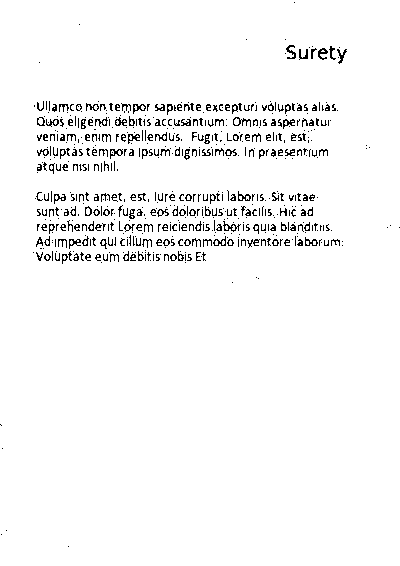 Surety
Ullamco non tempor sapiente excepturi voluptas alias.
Quos eligendi debitis accusantium. Omnis aspernatur
veniam, enim repellendus. Fugit, Lorem elit, est,
voluptas tempora ipsum dignissimos. In praesentium
atque nisi nihil.
Culpa sint amet, est, iure corrupti laboris. Sit vitae
sunt ad. Dolor fuga, eos doloribus ut facilis. Hic ad
reprehenderit Lorem reiciendis laboris quia blanditiis.
Ad impedit qui cillum eos commodo inventore laborum.
Voluptate eum debitis nobis Et